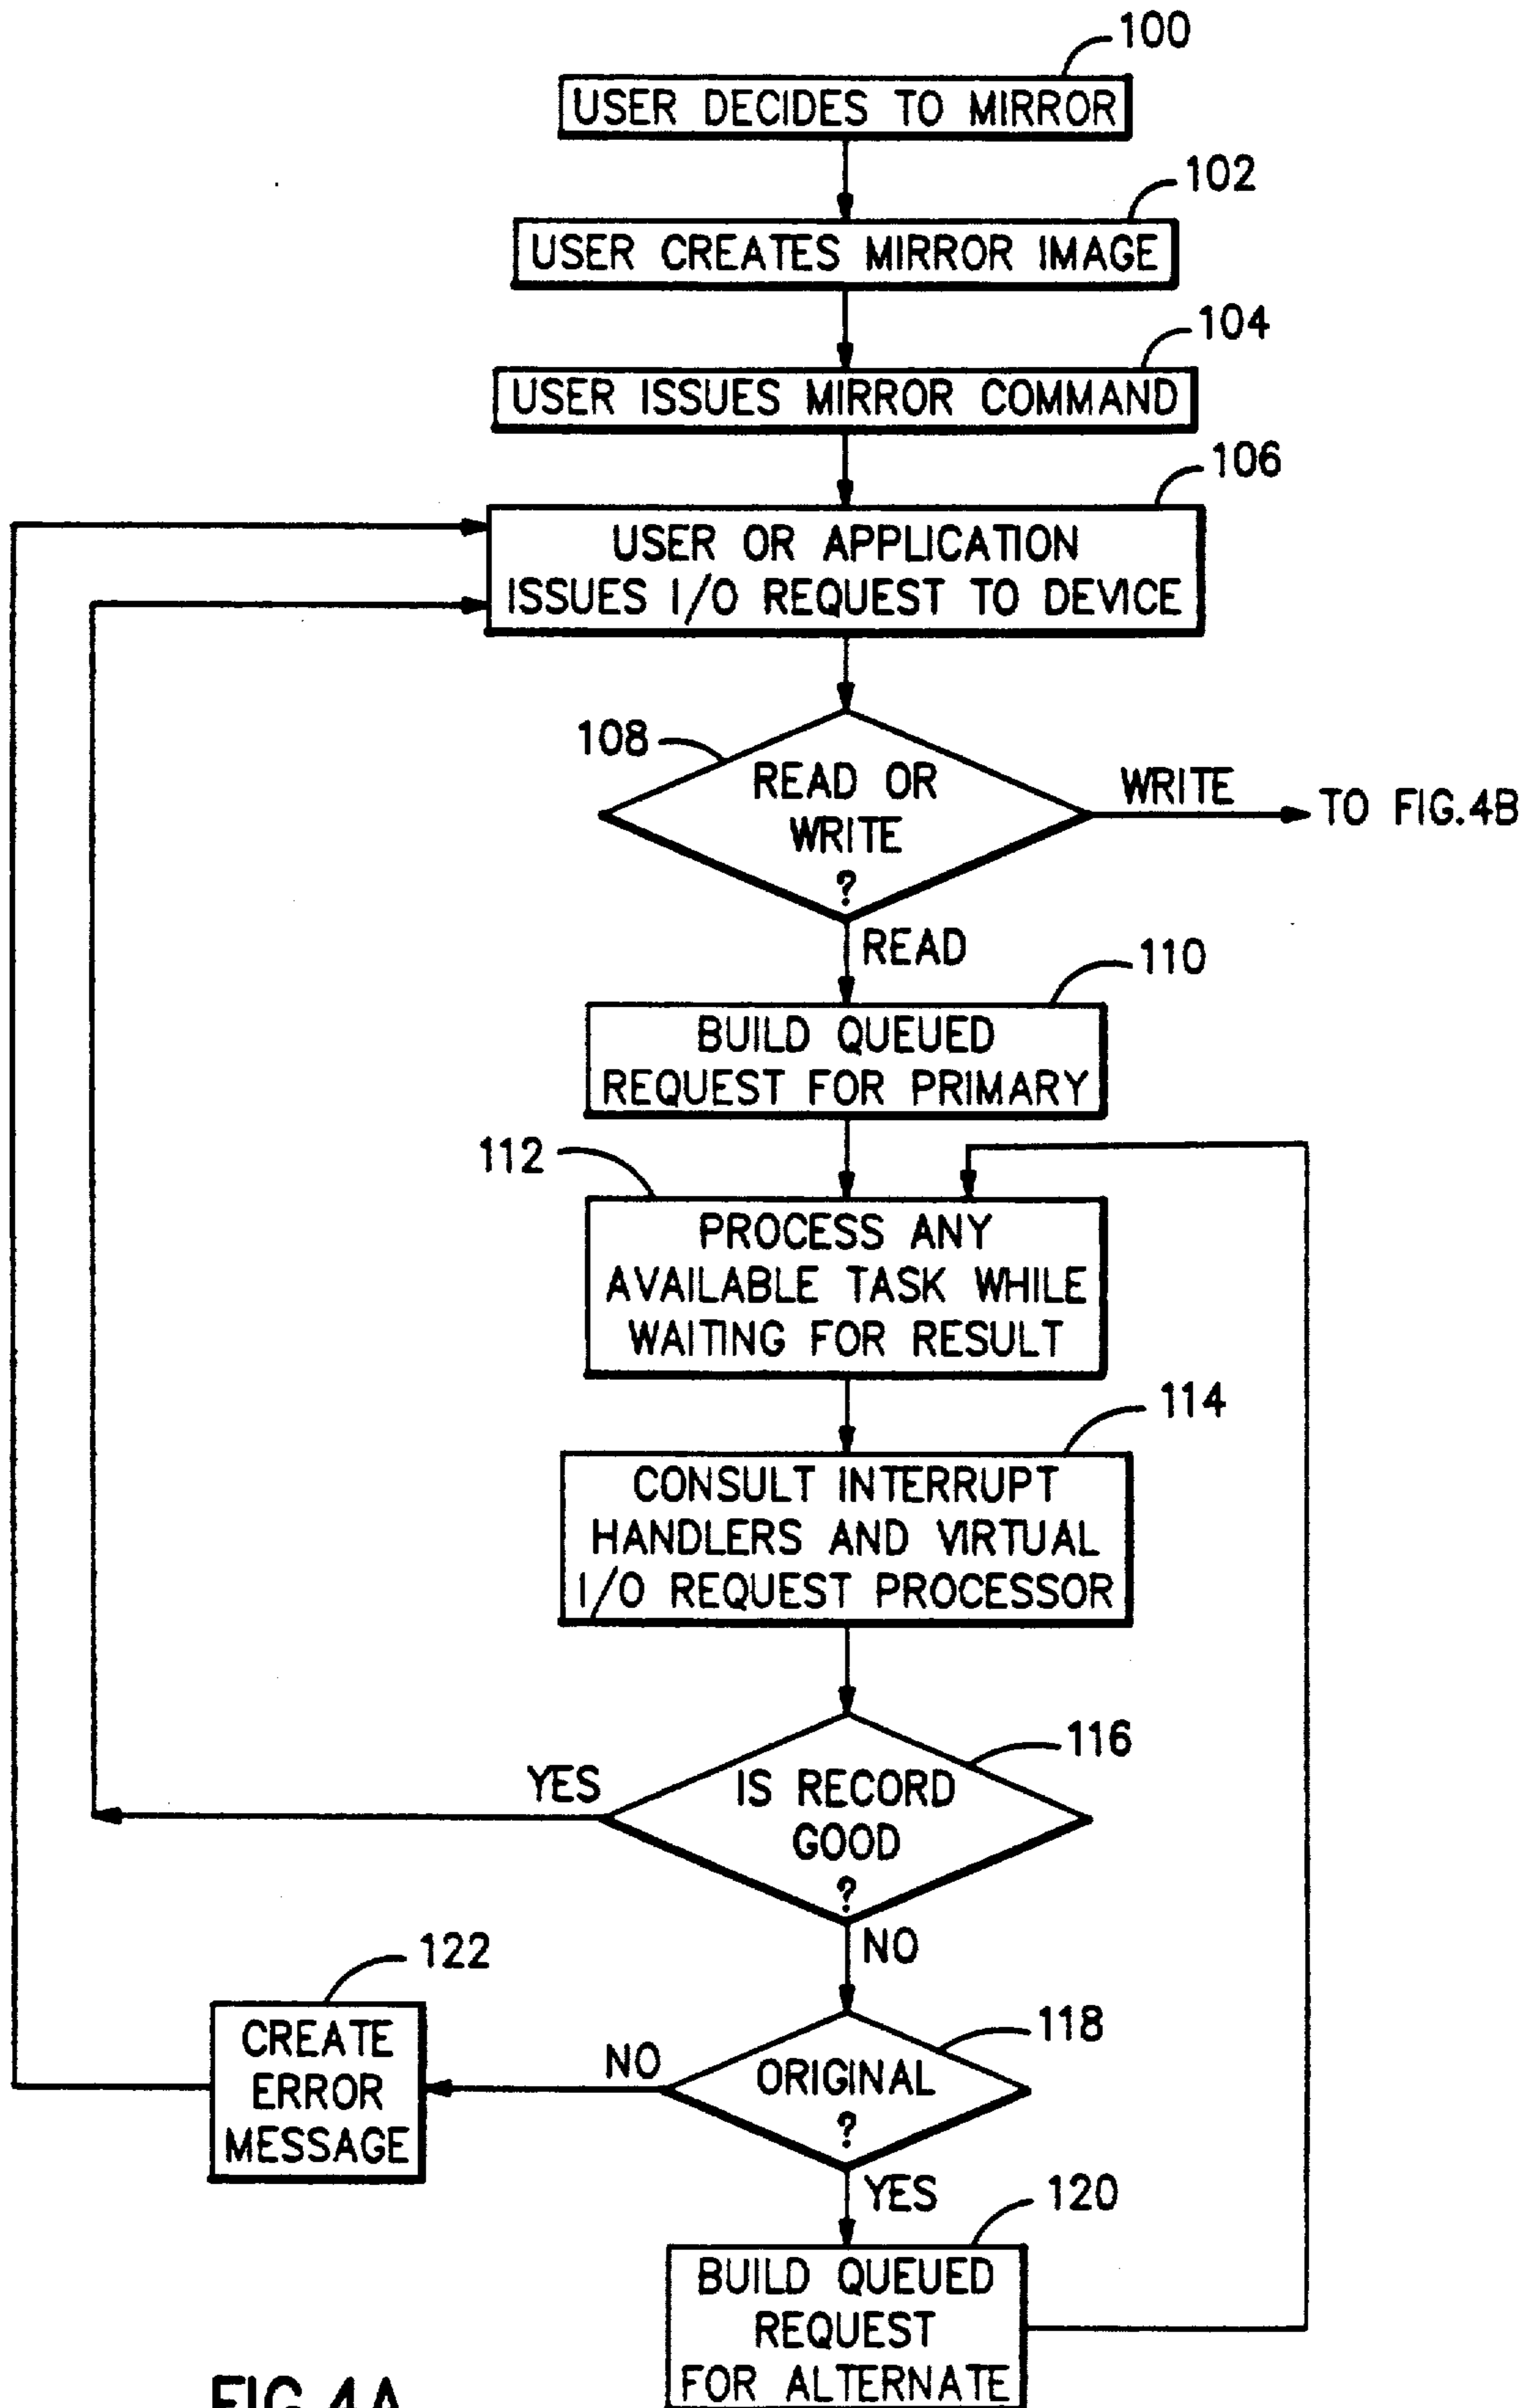 100
USER DECIDES TO MIRROR
102
USER CREATES MIRROR IMAGE
104
USER ISSUES MIRROR COMMAND
106
USER OR APPLICATION
ISSUES I/O REQUEST TO DEVICE
108
READ OR
WRITE
?
WRITE
TO FIG.4B
READ
110
BUILD QUEUED
REQUEST FOR PRIMARY
112
PROCESS ANY
AVAILABLE TASK WHILE
WAITING FOR RESULT
114
CONSULT INTERRUPT
HANDLERS AND VIRTUAL
I/O REQUEST PROCESSOR
116
YES
IS RECORD
GOOD
?
NO
122
CREATE
ERROR
MESSAGE
118
NO
ORIGINAL
?
YES
120
BUILD QUEUED
REQUEST
FOR ALTERNATE
FIG.4A